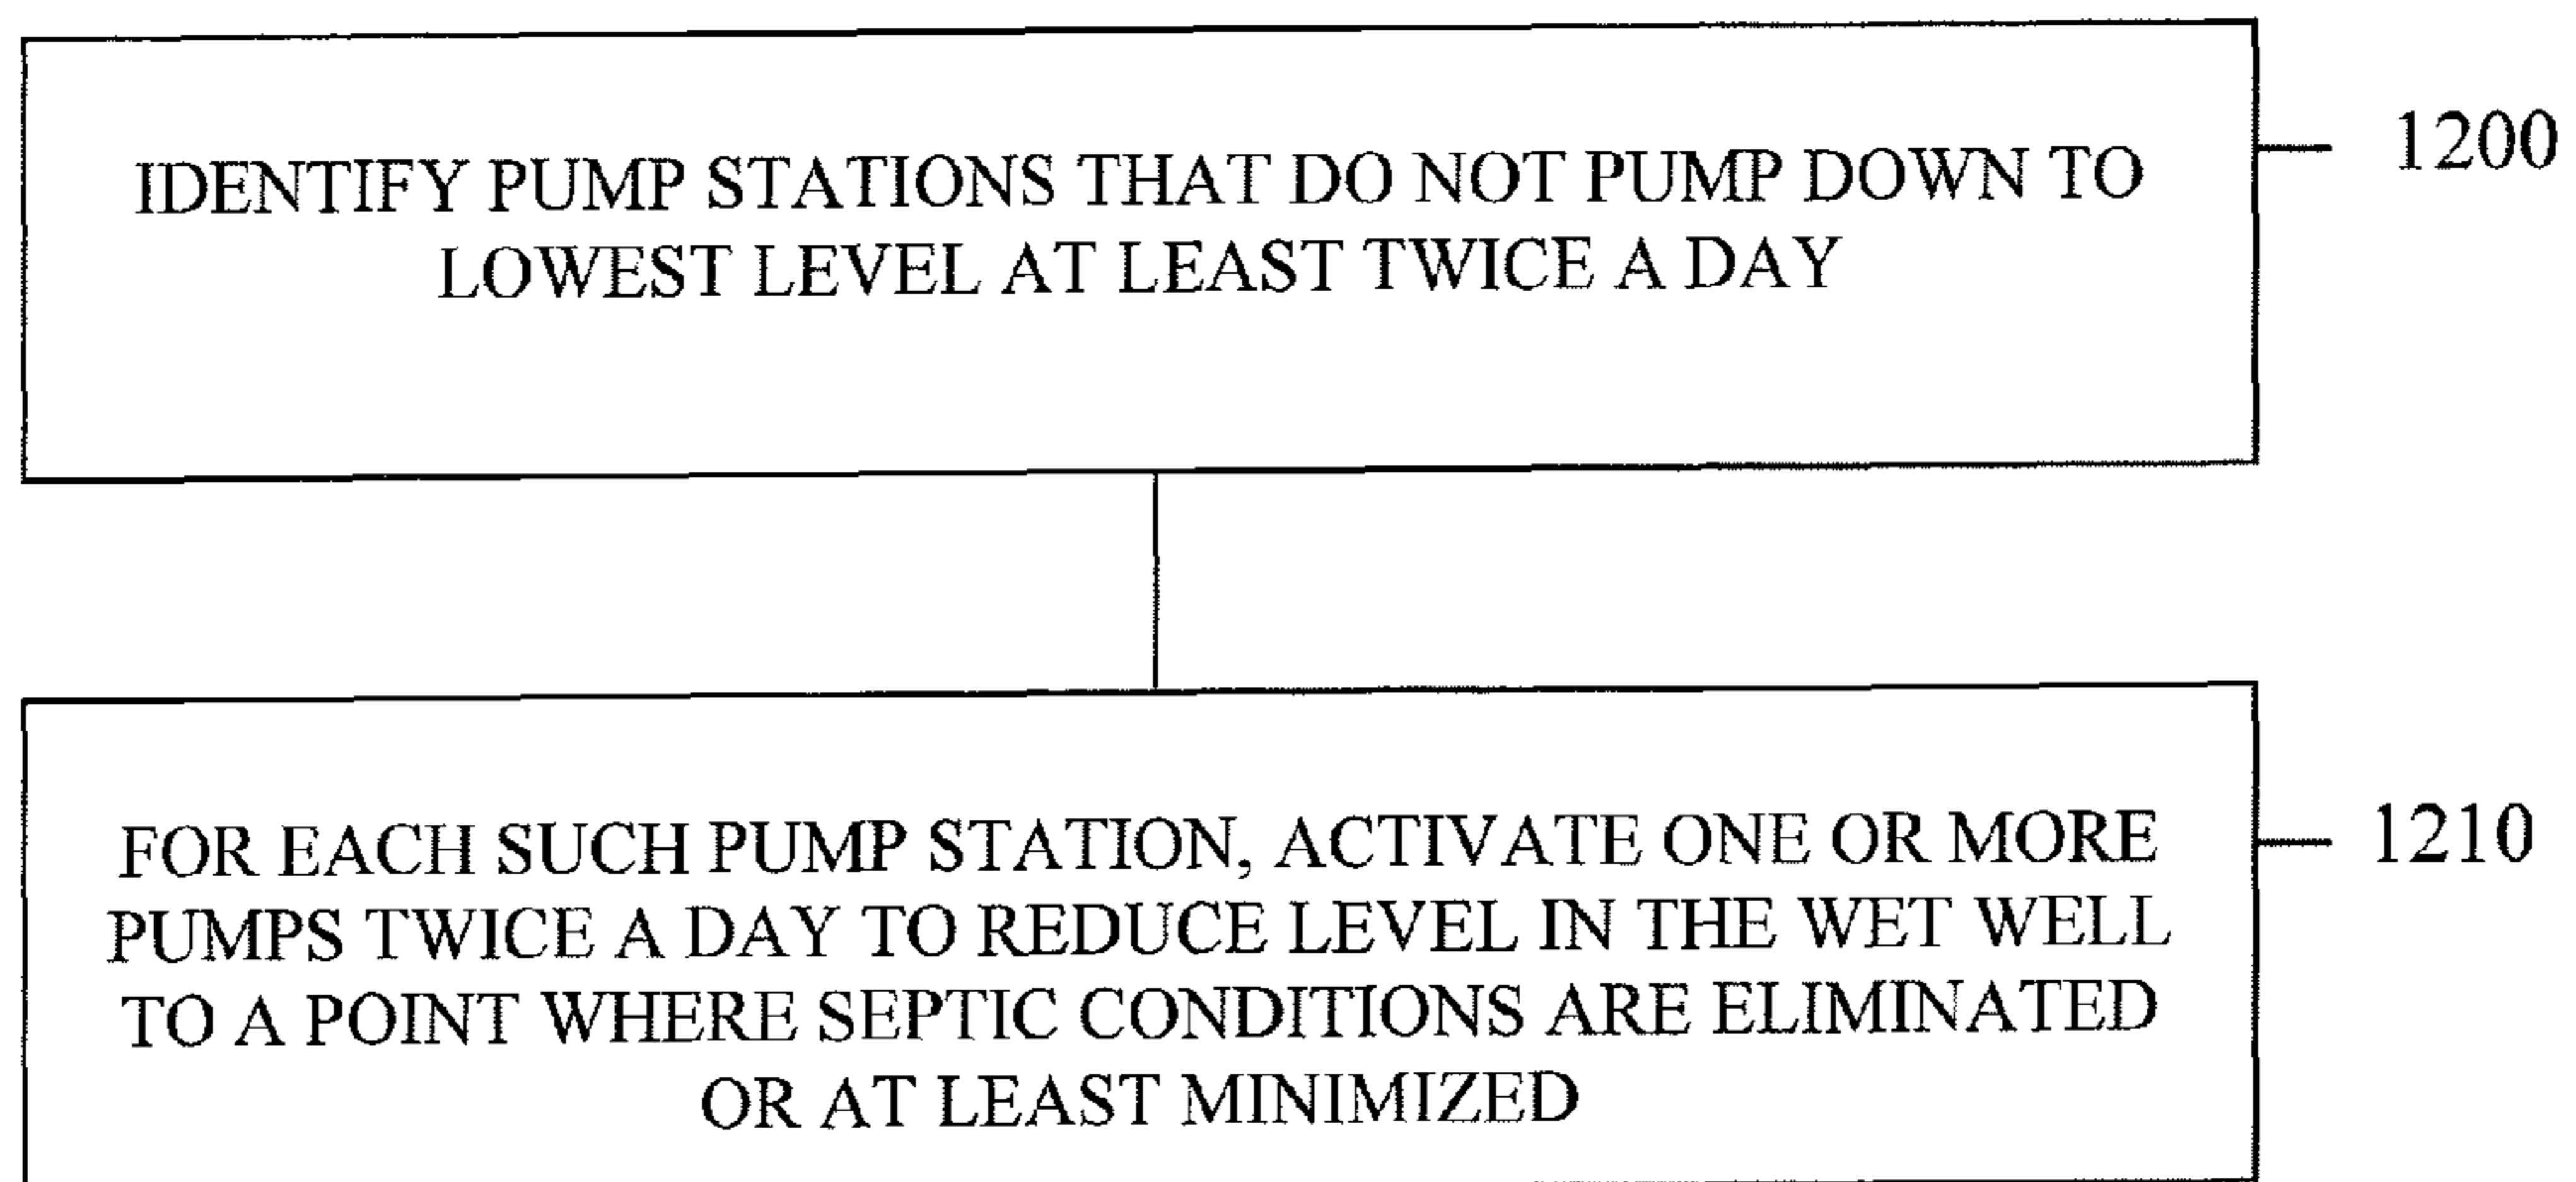 IDENTIFY PUMP STATIONS THAT DO NOT PUMP DOWN TO
LOWEST LEVEL AT LEAST TWICE A DAY
1200
FOR EACH SUCH PUMP STATION, ACTIVATE ONE OR MORE
PUMPS TWICE A DAY TO REDUCE LEVEL IN THE WET WELL
TO A POINT WHERE SEPTIC CONDITIONS ARE ELIMINATED
OR AT LEAST MINIMIZED
1210